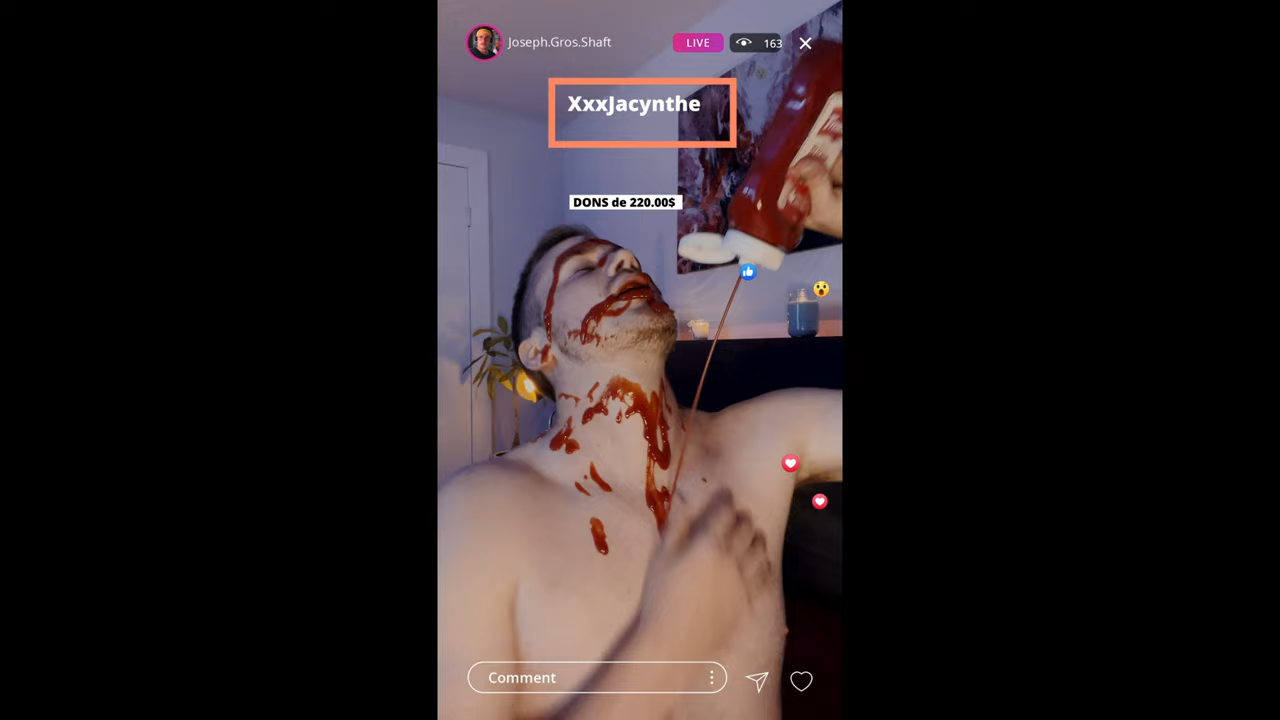 Joseph.Gros.Shaft
LIVE
163
XxxJacynthe
DONS de 220.00$
Comment